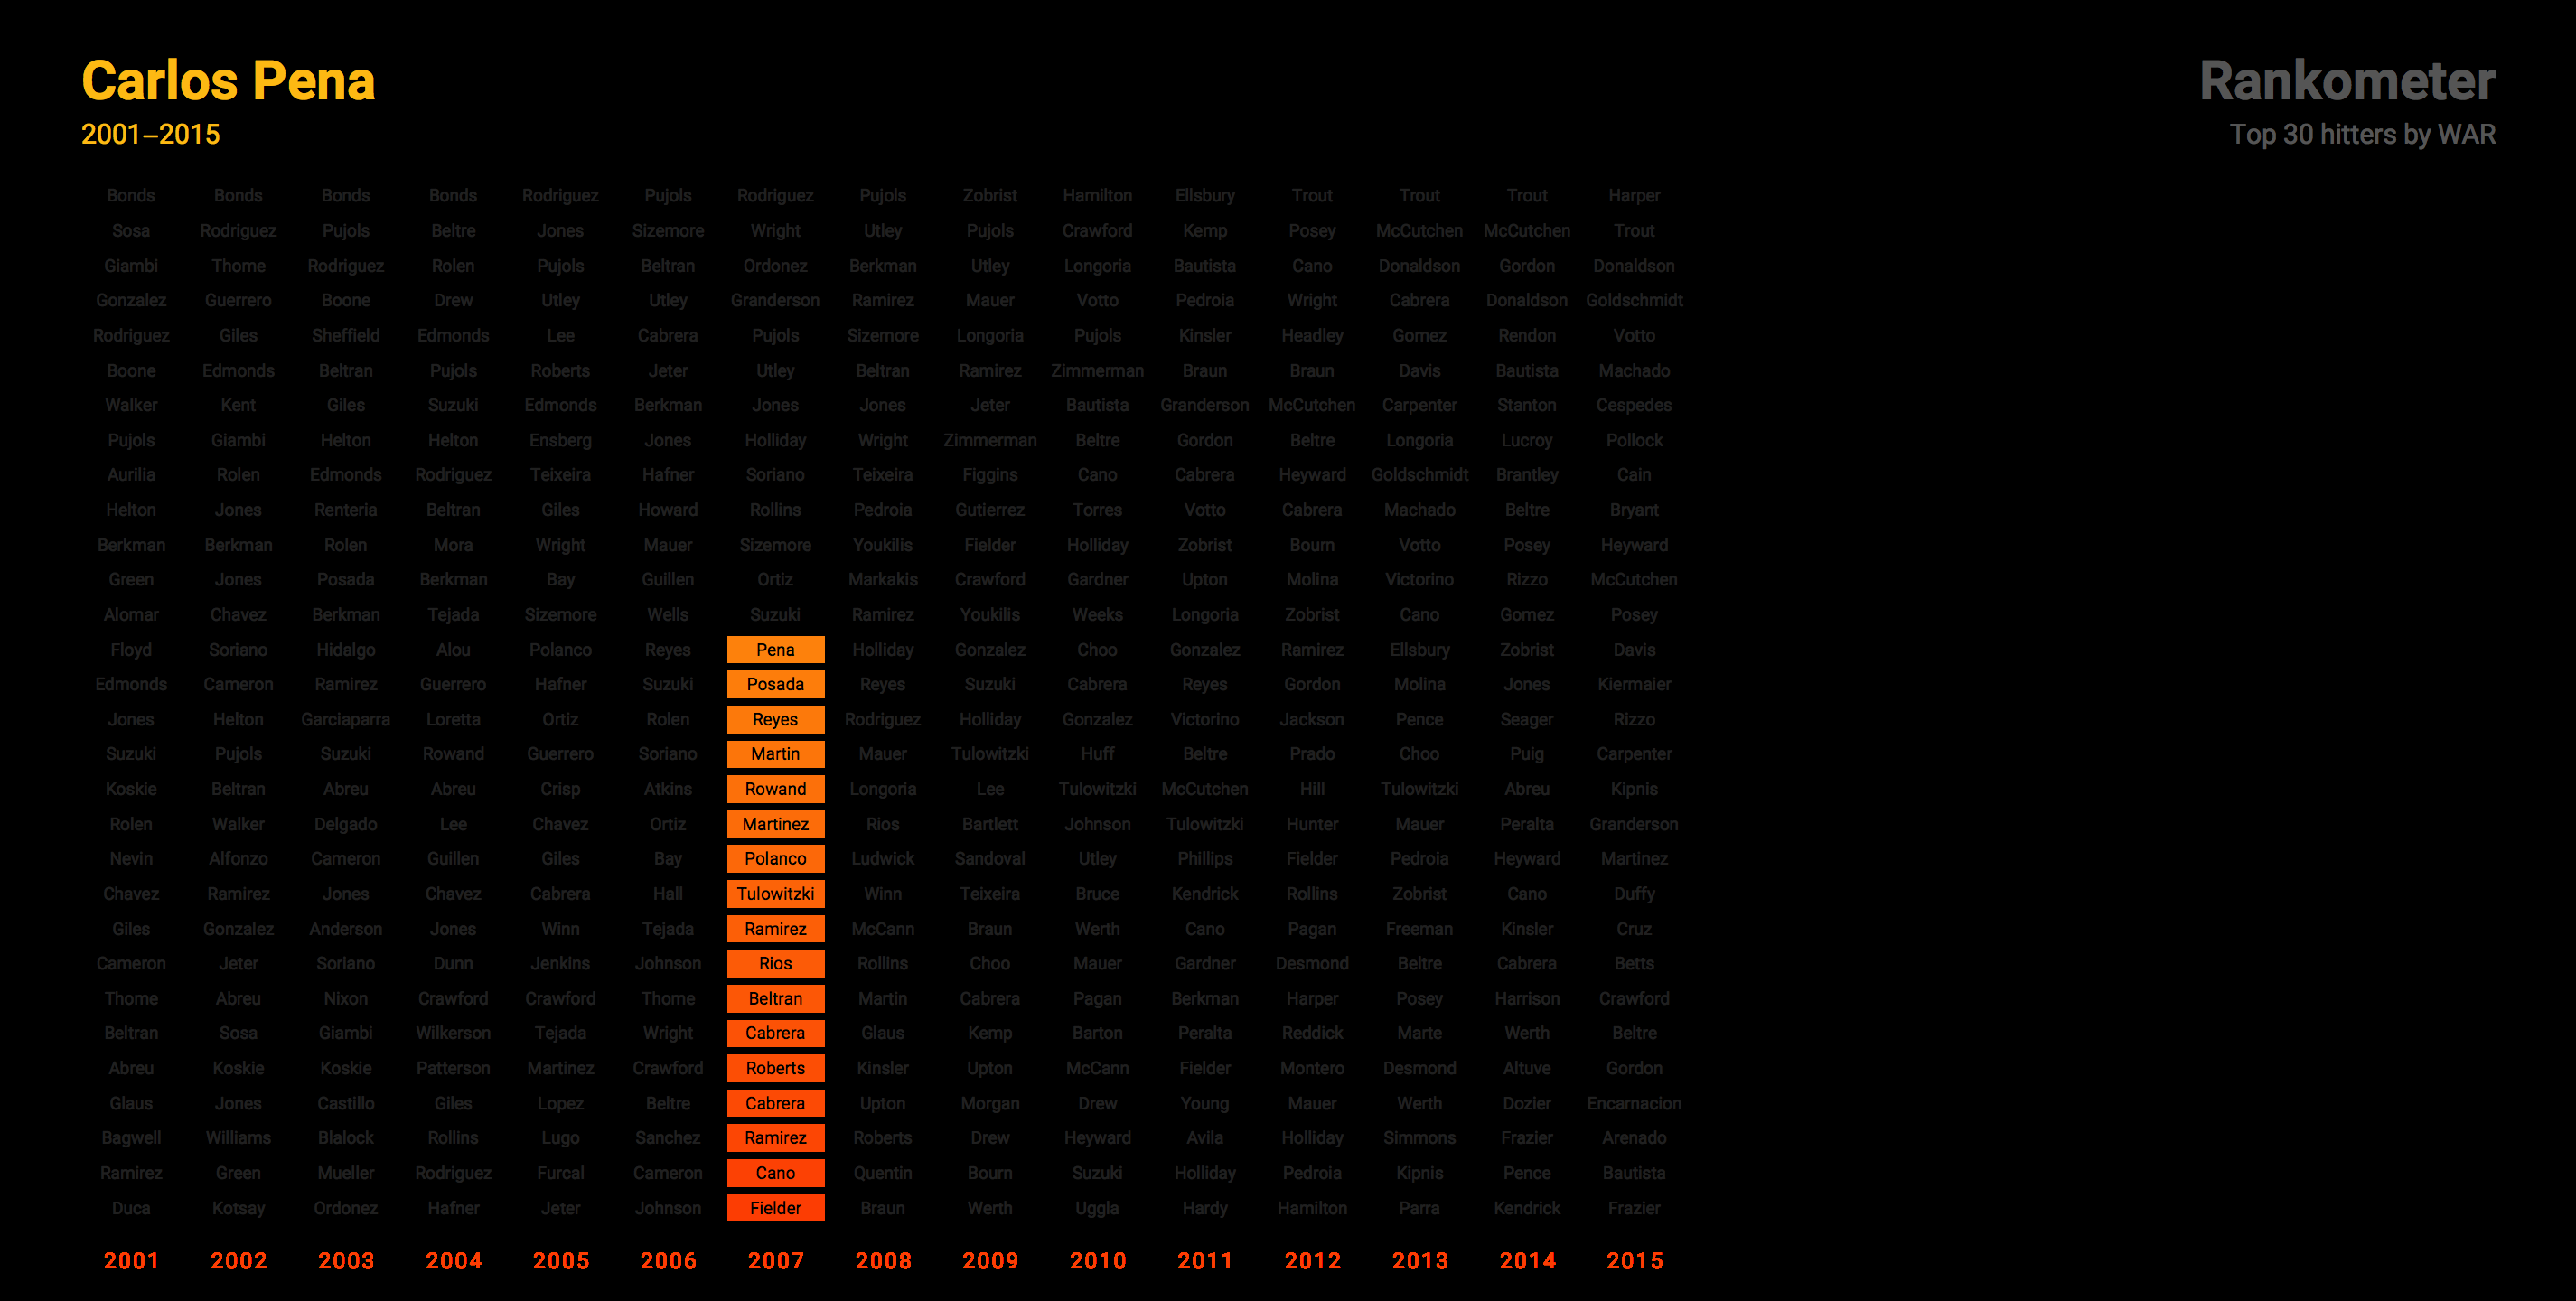 Carlos Pena
2001–2015
Rankometer
Top 30 hitters by WAR
Bonds Bonds Bonds Bonds Rodriguez Pujols Rodriguez Pujols Zobrist Hamilton Ellsbury Trout Trout Trout Harper
Sosa Rodriguez Pujols Beltre Jones Sizemore Wright Utley Pujols Crawford Kemp Posey McCutchen McCutchen Trout
Giambi Thome Rodriguez Rolen Pujols Beltran Ordonez Berkman Utley Longoria Bautista Cano Donaldson Gordon Donaldson
Gonzalez Guerrero Boone Drew Utley Utley Granderson Ramirez Mauer Votto Pedroia Wright Cabrera Donaldson Goldschmidt
Rodriguez Giles Sheffield Edmonds Lee Cabrera Pujols Sizemore Longoria Pujols Kinsler Headley Gomez Rendon Votto
Boone Edmonds Beltran Pujols Roberts Jeter Utley Beltran Ramirez Zimmerman Braun Braun Davis Bautista Machado
Walker Kent Giles Suzuki Edmonds Berkman Jones Jones Jeter Bautista Granderson McCutchen Carpenter Stanton Cespedes
Pujols Giambi Helton Helton Ensberg Jones Holliday Wright Zimmerman Beltre Gordon Beltre Longoria Lucroy Pollock
Aurilia Rolen Edmonds Rodriguez Teixeira Hafner Soriano Teixeira Figgins Cano Cabrera Heyward Goldschmidt Brantley Cain
Helton Jones Renteria Beltran Giles Howard Rollins Pedroia Gutierrez Torres Votto Cabrera Machado Beltre Bryant
Berkman Berkman Rolen Mora Wright Mauer Sizemore Youkilis Fielder Holliday Zobrist Bourn Votto Posey Heyward
Green Jones Posada Berkman Bay Guillen Ortiz Markakis Crawford Gardner Upton Molina Victorino Rizzo McCutchen
Alomar Chavez Berkman Tejada Sizemore Wells Suzuki Ramirez Youkilis Weeks Longoria Zobrist Cano Gomez Posey
Floyd Soriano Hidalgo Alou Polanco Reyes Pena Holliday Gonzalez Choo Gonzalez Ramirez Ellsbury Zobrist Davis
Edmonds Cameron Ramirez Guerrero Hafner Suzuki Posada Reyes Suzuki Cabrera Reyes Gordon Molina Jones Kiermaier
Jones Helton Garciaparra Loretta Ortiz Rolen Reyes Rodriguez Holliday Gonzalez Victorino Jackson Pence Seager Rizzo
Suzuki Pujols Suzuki Rowand Guerrero Soriano Martin Mauer Tulowitzki Huff Beltre Prado Choo Puig Carpenter
Koskie Beltran Abreu Abreu Crisp Atkins Rowand Longoria Lee Tulowitzki McCutchen Hill Tulowitzki Abreu Kipnis
Rolen Walker Delgado Lee Chavez Ortiz Martinez Rios Bartlett Johnson Tulowitzki Hunter Mauer Peralta Granderson
Nevin Alfonzo Cameron Guillen Giles Bay Polanco Ludwick Sandoval Utley Phillips Fielder Pedroia Heyward Martinez
Chavez Ramirez Jones Chavez Cabrera Hall Tulowitzki Winn Teixeira Bruce Kendrick Rollins Zobrist Cano Duffy
Giles Gonzalez Anderson Jones Winn Tejada Ramirez McCann Braun Werth Cano Pagan Freeman Kinsler Cruz
Cameron Jeter Soriano Dunn Jenkins Johnson Rios Rollins Choo Mauer Gardner Desmond Beltre Cabrera Betts
Thome Abreu Nixon Crawford Crawford Thome Beltran Martin Cabrera Pagan Berkman Harper Posey Harrison Crawford
Beltran Sosa Giambi Wilkerson Tejada Wright Cabrera Glaus Kemp Barton Peralta Reddick Marte Werth Beltre
Abreu Koskie Koskie Patterson Martinez Crawford Roberts Kinsler Upton McCann Fielder Montero Desmond Altuve Gordon
Glaus Jones Castillo Giles Lopez Beltre Cabrera Upton Morgan Drew Young Mauer Werth Dozier Encarnacion
Bagwell Williams Blalock Rollins Lugo Sanchez Ramirez Roberts Drew Heyward Avila Holliday Simmons Frazier Arenado
Ramirez Green Mueller Rodriguez Furcal Cameron Cano Quentin Bourn Suzuki Holliday Pedroia Kipnis Pence Bautista
Duca Kotsay Ordonez Hafner Jeter Johnson Fielder Braun Werth Uggla Hardy Hamilton Parra Kendrick Frazier
2001 2002 2003 2004 2005 2006 2007 2008 2009 2010 2011 2012 2013 2014 2015